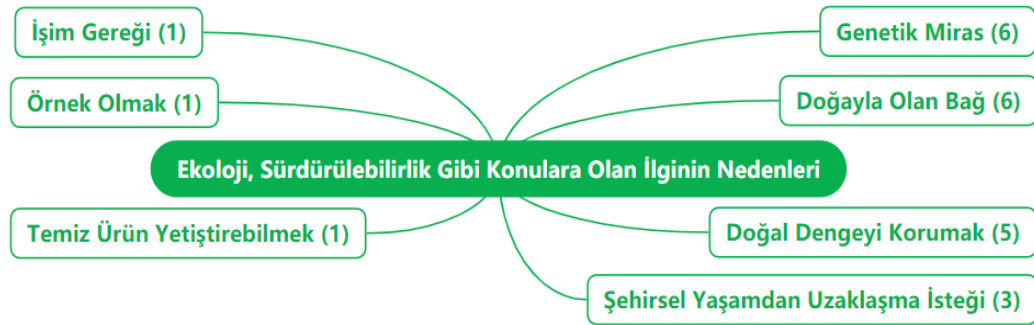 İşim Gereği (1)
Genetik Miras (6)
Örnek Olmak (1)
Doğayla Olan Bağ (6)
Ekoloji, Sürdürülebilirlik Gibi Konulara Olan İlginin Nedenleri
Temiz Ürün Yetiştirebilmek (1)
Doğal Dengeyi Korumak (5)
Şehirsel Yaşamdan Uzaklaşma İsteği (3)